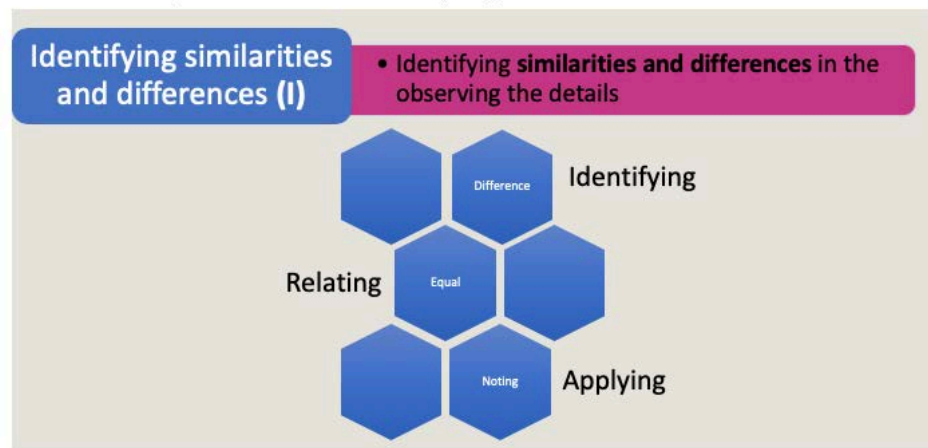 Identifying similarities
and differences (I)
• Identifying similarities and differences in the
observing the details
Difference
Identifying
Relating
Equal
Noting
Applying